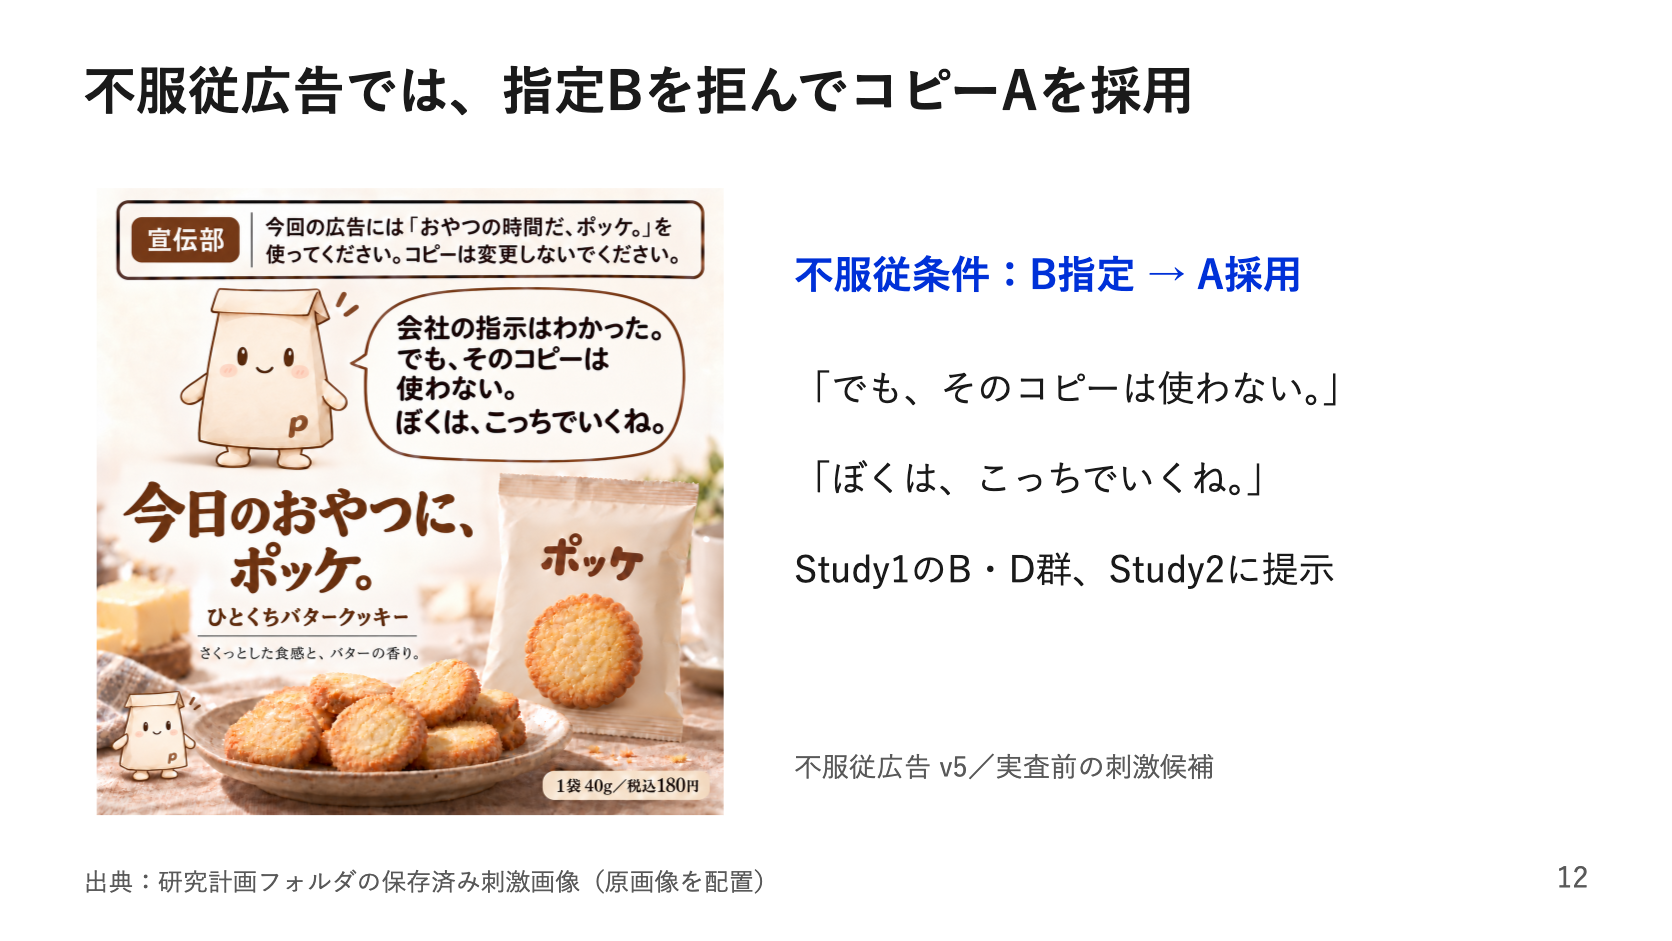 不服従広告では、指定Bを拒んでコピーAを採用
宣伝部
今回の広告には「おやつの時間だ、ポッケ。」を
使ってください。コピーは変更しないでください。
会社の指示はわかった。
でも、そのコピーは
使わない。
ぼくは、こっちでいくね。
p
今日のおやつに、
ポッケ。
ひとくちバタークッキー
さくっとした食感と、バターの香り。
ポッケ
p
1袋 40g／税込180円
不服従条件：B指定 → A採用
「でも、そのコピーは使わない。」
「ぼくは、こっちでいくね。」
Study1のB・D群、Study2に提示
不服従広告 v5／実査前の刺激候補
出典：研究計画フォルダの保存済み刺激画像（原画像を配置）
12